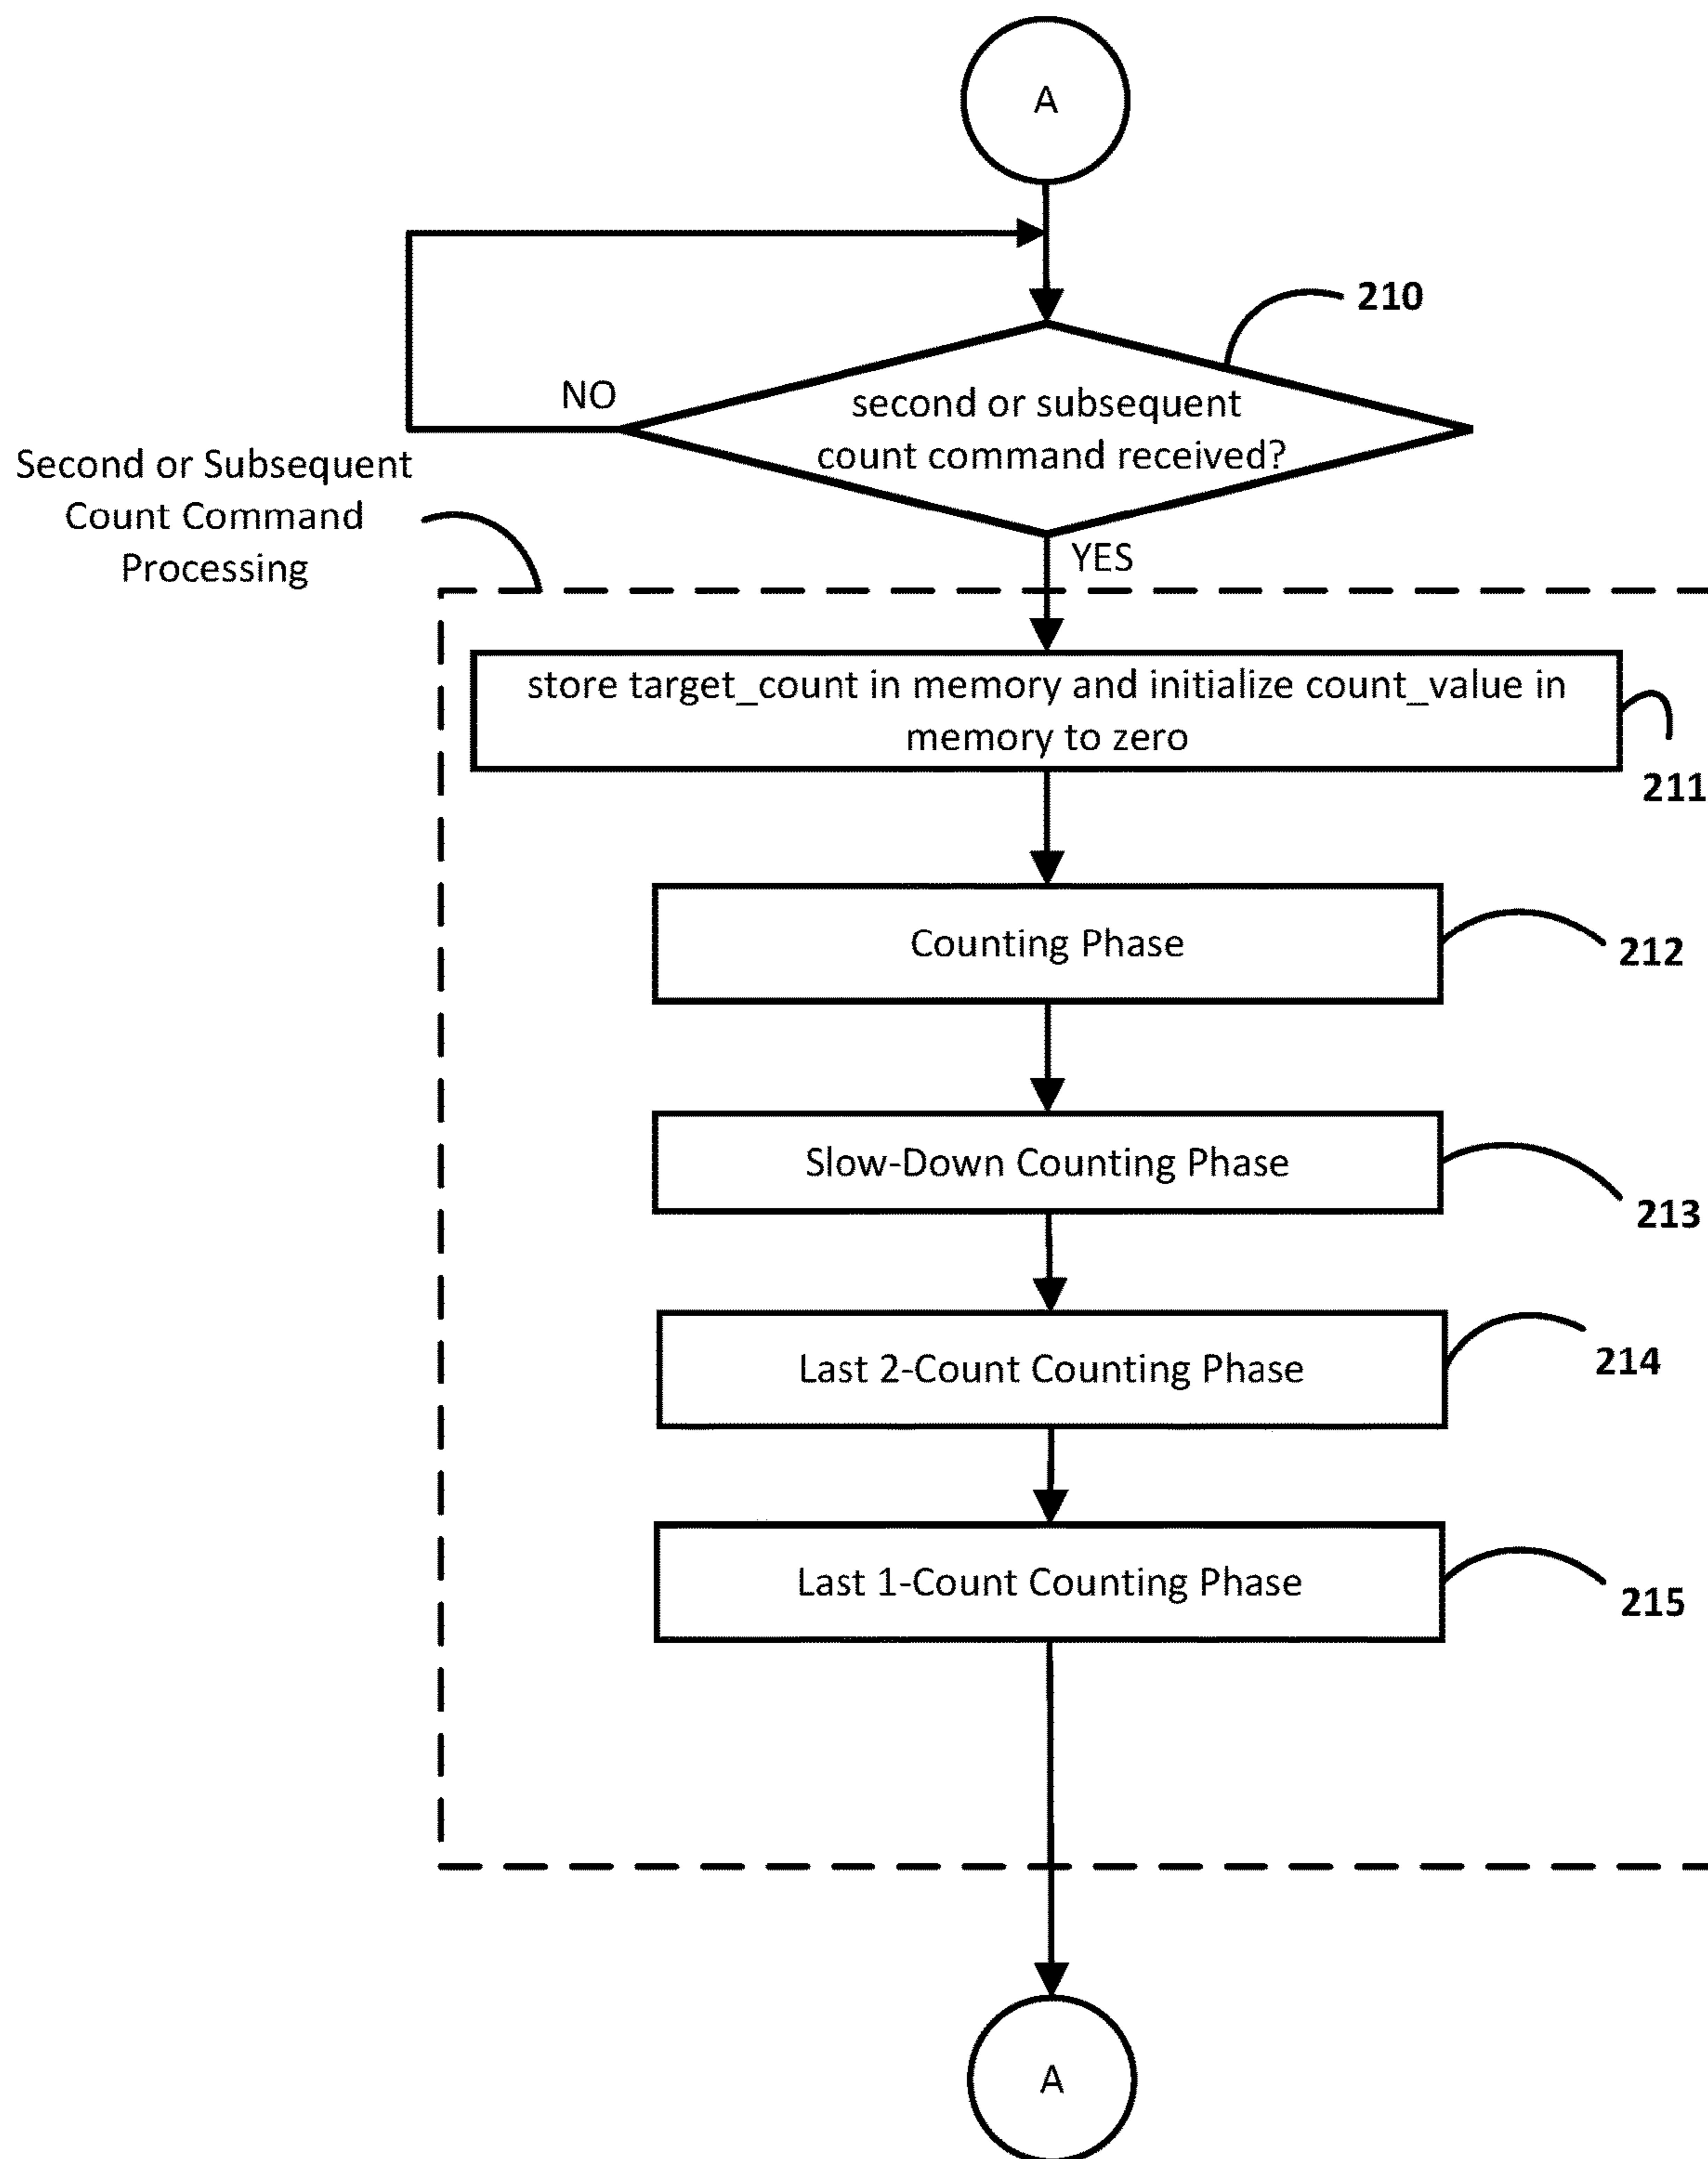 A
210
NO
second or subsequent
count command received?
Second or Subsequent
Count Command
Processing
YES
store target_count in memory and initialize count_value in
memory to zero
211
Counting Phase
212
Slow-Down Counting Phase
213
Last 2-Count Counting Phase
214
Last 1-Count Counting Phase
215
A